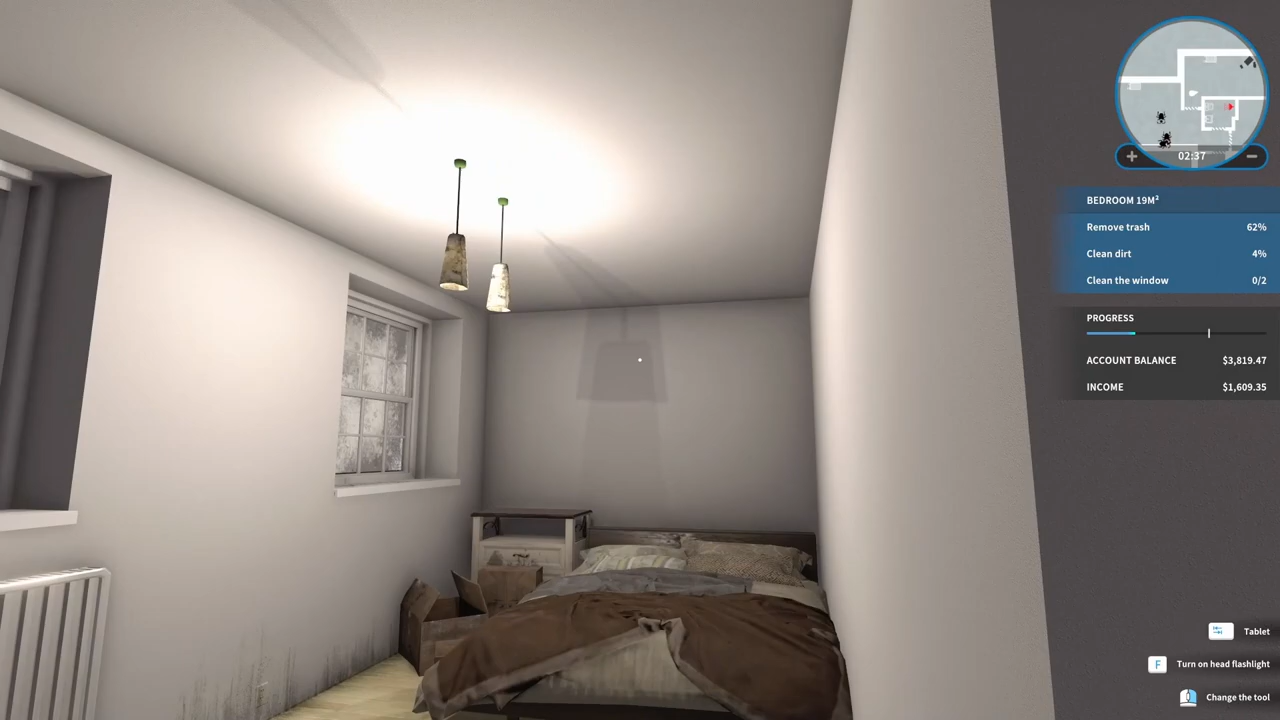 02:37
BEDROOM 19M²
Remove trash 62%
Clean dirt 4%
Clean the window 0/2
PROGRESS
ACCOUNT BALANCE $3,819.47
INCOME $1,609.35
Tablet
F Turn on head flashlight
Change the tool